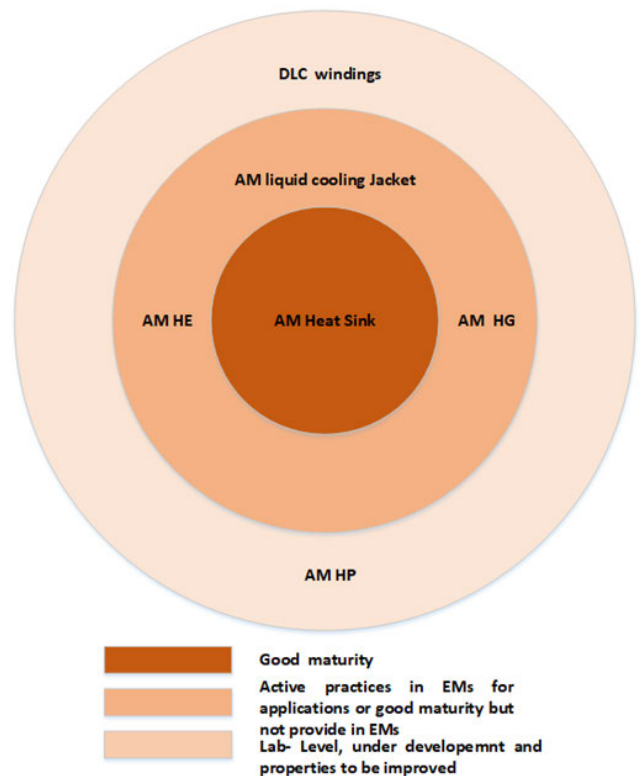 DLC windings
AM liquid cooling Jacket
AM HE
AM Heat Sink
AM HG
AM HP
Good maturity
Active practices in EMs for
applications or good maturity but
not provide in EMs
Lab- Level, under developemnt and
properties to be improved